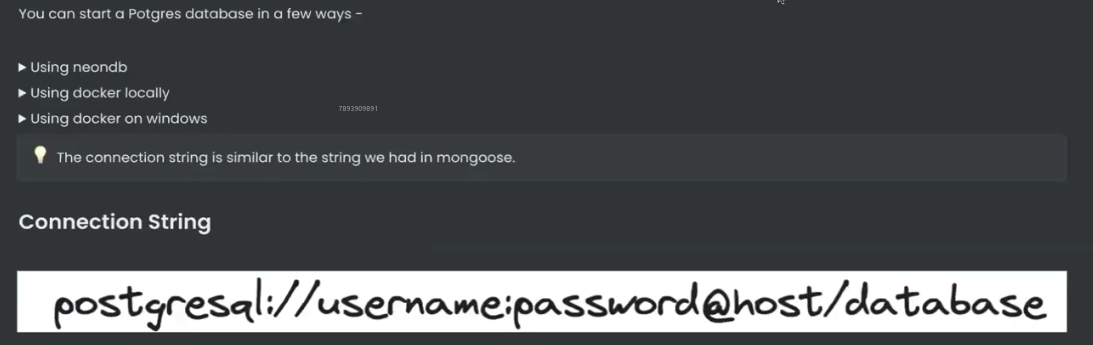 You can start a Potgres database in a few ways -
▶ Using neondb
▶ Using docker locally
7893909891
▶ Using docker on windows
💡 The connection string is similar to the string we had in mongoose.
Connection String
postgresql://username:password@host/database